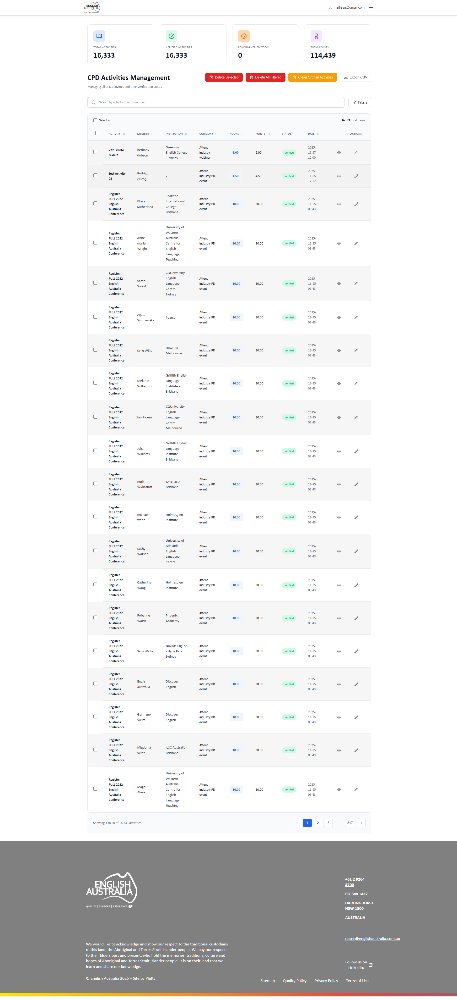 ENGLISH
AUSTRALIA
QUALITY | SUPPORT | ASSURANCE
rrzillesg@gmail.com
TOTAL ACTIVITIES
16,333
VERIFIED ACTIVITIES
16,333
PENDING VERIFICATION
0
TOTAL POINTS
114,439
CPD Activities Management
Delete Selected
Delete All Filtered
Clean Orphan Activities
Export CSV
Managing all CPD activities and their verification status
Search by activity title or member...
Filters
Select all
16333 total items
ACTIVITY MEMBER INSTITUTION CATEGORY HOURS POINTS STATUS DATE ACTIONS
222 Evento
teste 2
bethany
dobson
Greenwich
English College
- Sydney
Attend
industry
webinar
1.00
2.00
Verified
2025-
11-27
12:00
Test Activity
02
Rodrigo
Zillesg
-
Attend
industry PD
event
1.50
4.50
Verified
2025-
11-25
12:12
Register
FULL 2022
English
Australia
Conference
Elissa
Sutherland
Shafston
International
College -
Brisbane
Attend
industry PD
event
10.00
30.00
Verified
2025-
11-25
03:43
Register
FULL 2022
English
Australia
Conference
Anne-
marie
Wright
University of
Western
Australia,
Centre for
English
Language
Teaching
Attend
industry PD
event
10.00
30.00
Verified
2025-
11-25
03:43
Register
FULL 2022
English
Australia
Conference
Sarah
Wood
CQUniversity
English
Language
Centre -
Sydney
Attend
industry PD
event
10.00
30.00
Verified
2025-
11-25
03:43
Register
FULL 2022
English
Australia
Conference
Agata
Wisniewska
Pearson
Attend
industry PD
event
10.00
30.00
Verified
2025-
11-25
03:43
Register
FULL 2022
English
Australia
Conference
Kylie Wills
Hawthorn -
Melbourne
Attend
industry PD
event
10.00
30.00
Verified
2025-
11-25
03:43
Register
FULL 2022
English
Australia
Conference
Melanie
Williamson
Griffith English
Language
Institute -
Brisbane
Attend
industry PD
event
10.00
30.00
Verified
2025-
11-25
03:43
Register
FULL 2022
English
Australia
Conference
Ian Picken
CQUniversity
English
Language
Centre -
Melbourne
Attend
industry PD
event
10.00
30.00
Verified
2025-
11-25
03:43
Register
FULL 2022
English
Australia
Conference
Julia
Williams
Griffith English
Language
Institute -
Brisbane
Attend
industry PD
event
10.00
30.00
Verified
2025-
11-25
03:43
Register
FULL 2022
English
Australia
Conference
Ruth
Widiastuti
TAFE QLD -
Brisbane
Attend
industry PD
event
10.00
30.00
Verified
2025-
11-25
03:43
Register
FULL 2022
English
Australia
Conference
michael
webb
Holmesglen
Institute
Attend
industry PD
event
10.00
30.00
Verified
2025-
11-25
03:43
Register
FULL 2022
English
Australia
Conference
Kathy
Watson
University of
Adelaide
English
Language
Centre
Attend
industry PD
event
10.00
30.00
Verified
2025-
11-25
03:43
Register
FULL 2022
English
Australia
Conference
Catherine
Wang
Holmesglen
Institute
Attend
industry PD
event
10.00
30.00
Verified
2025-
11-25
03:43
Register
FULL 2022
English
Australia
Conference
Robynne
Walsh
Phoenix
Academy
Attend
industry PD
event
10.00
30.00
Verified
2025-
11-25
03:43
Register
FULL 2022
English
Australia
Conference
Sally Waite
Navitas English
- Hyde Park
Sydney
Attend
industry PD
event
10.00
30.00
Verified
2025-
11-25
03:43
Register
FULL 2022
English
Australia
Conference
English
Australia
Discover
English
Attend
industry PD
event
10.00
30.00
Verified
2025-
11-25
03:43
Register
FULL 2022
English
Australia
Conference
Germano
Vieira
Discover
English
Attend
industry PD
event
10.00
30.00
Verified
2025-
11-25
03:43
Register
FULL 2022
English
Australia
Conference
Migdonia
Velez
ILSC Australia -
Brisbane
Attend
industry PD
event
10.00
30.00
Verified
2025-
11-25
03:43
Register
FULL 2022
English
Australia
Conference
Majid
Alaee
University of
Western
Australia,
Centre for
English
Language
Teaching
Attend
industry PD
event
10.00
30.00
Verified
2025-
11-25
03:43
Showing 1 to 20 of 16.333 activities
1 2 3 ... 817
ENGLISH
AUSTRALIA
QUALITY | SUPPORT | ASSURANCE
+61 2 9264
4700
PO Box 1437
DARLINGHURST
NSW 1300
AUSTRALIA
easec@englishaustralia.com.au
We would like to acknowledge and show our respect to the traditional custodians
of this land, the Aboriginal and Torres Strait Islander people. We pay our respects
to their Elders past and present, who hold the memories, traditions, culture and
hopes of Aboriginal and Torres Strait Islander people. It is on their land that we
learn and share our knowledge.
Follow us on
LinkedIn:
© English Australia 2025 – Site by Platty
Sitemap Quality Policy Privacy Policy Terms of Use